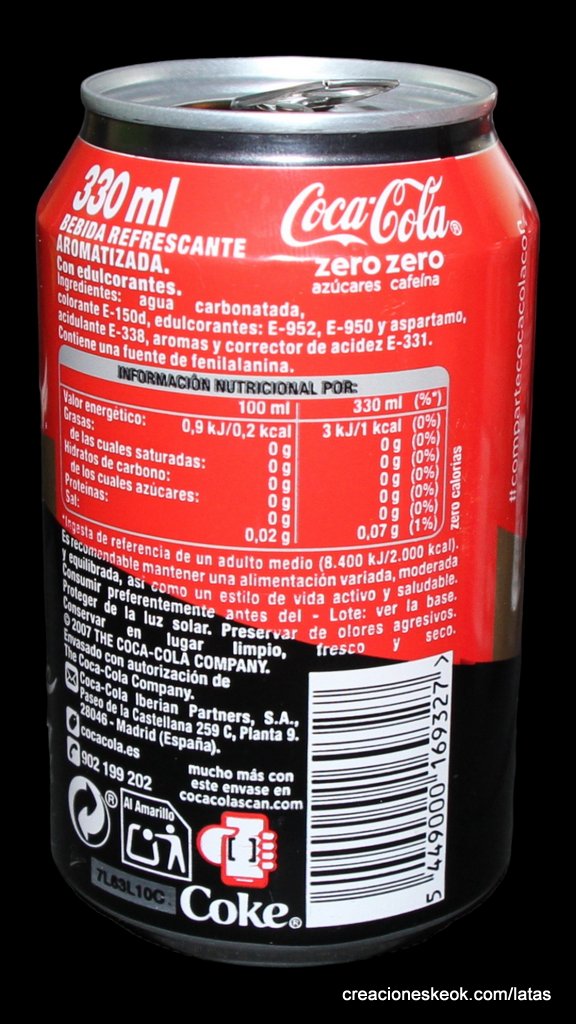 330 ml
BEBIDA REFRESCANTE
AROMATIZADA.
Con edulcorantes.
Coca-Cola®
zero zero
azúcares cafeína
Ingredientes: agua carbonatada,
colorante E-150d, edulcorantes: E-952, E-950 y aspartamo,
acidulante E-338, aromas y corrector de acidez E-331.
Contiene una fuente de fenilalanina.
INFORMACIÓN NUTRICIONAL POR:
100 ml 330 ml (%*)
Valor energético: 0,9 kJ/0,2 kcal 3 kJ/1 kcal (0%)
Grasas: 0 g 0 g (0%)
de las cuales saturadas: 0 g 0 g (0%)
Hidratos de carbono: 0 g 0 g (0%)
de los cuales azúcares: 0 g 0 g (0%)
Proteínas: 0 g 0 g (0%)
Sal: 0,02 g 0,07 g (1%)
zero calorías
*Ingesta de referencia de un adulto medio (8.400 kJ/2.000 kcal).
Es recomendable mantener una alimentación variada, moderada
y equilibrada, así como un estilo de vida activo y saludable.
Consumir preferentemente antes del - Lote: ver la base.
Proteger de la luz solar. Preservar de olores agresivos.
Conservar en lugar limpio, fresco y seco.
© 2007 THE COCA-COLA COMPANY.
Envasado con autorización de
The Coca-Cola Company.
Coca-Cola Iberian Partners, S.A.,
Paseo de la Castellana 259 C, Planta 9.
28046 - Madrid (España).
cocacola.es
902 199 202
mucho más con
este envase en
cocacolascan.com
®
Al Amarillo
7L63L10C
Coke®
5 449000 169327 >
#compartecocacolacon
creacioneskeok.com/latas